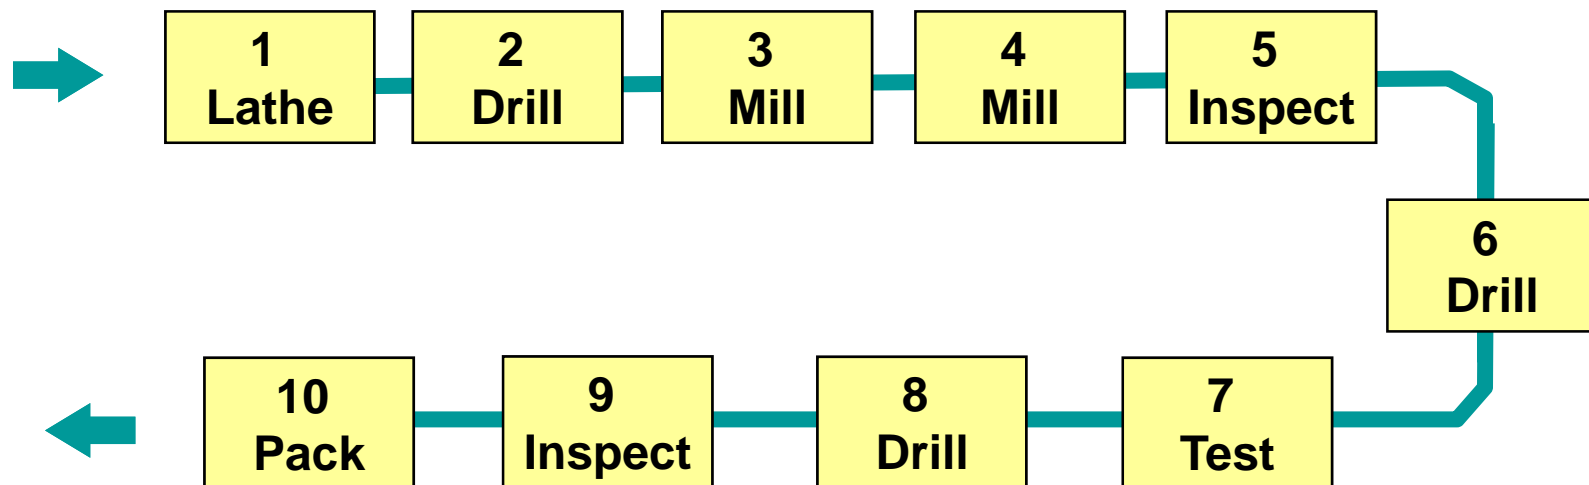 1
Lathe
2
Drill
3
Mill
4
Mill
5
Inspect
6
Drill
7
Test
8
Drill
9
Inspect
10
Pack